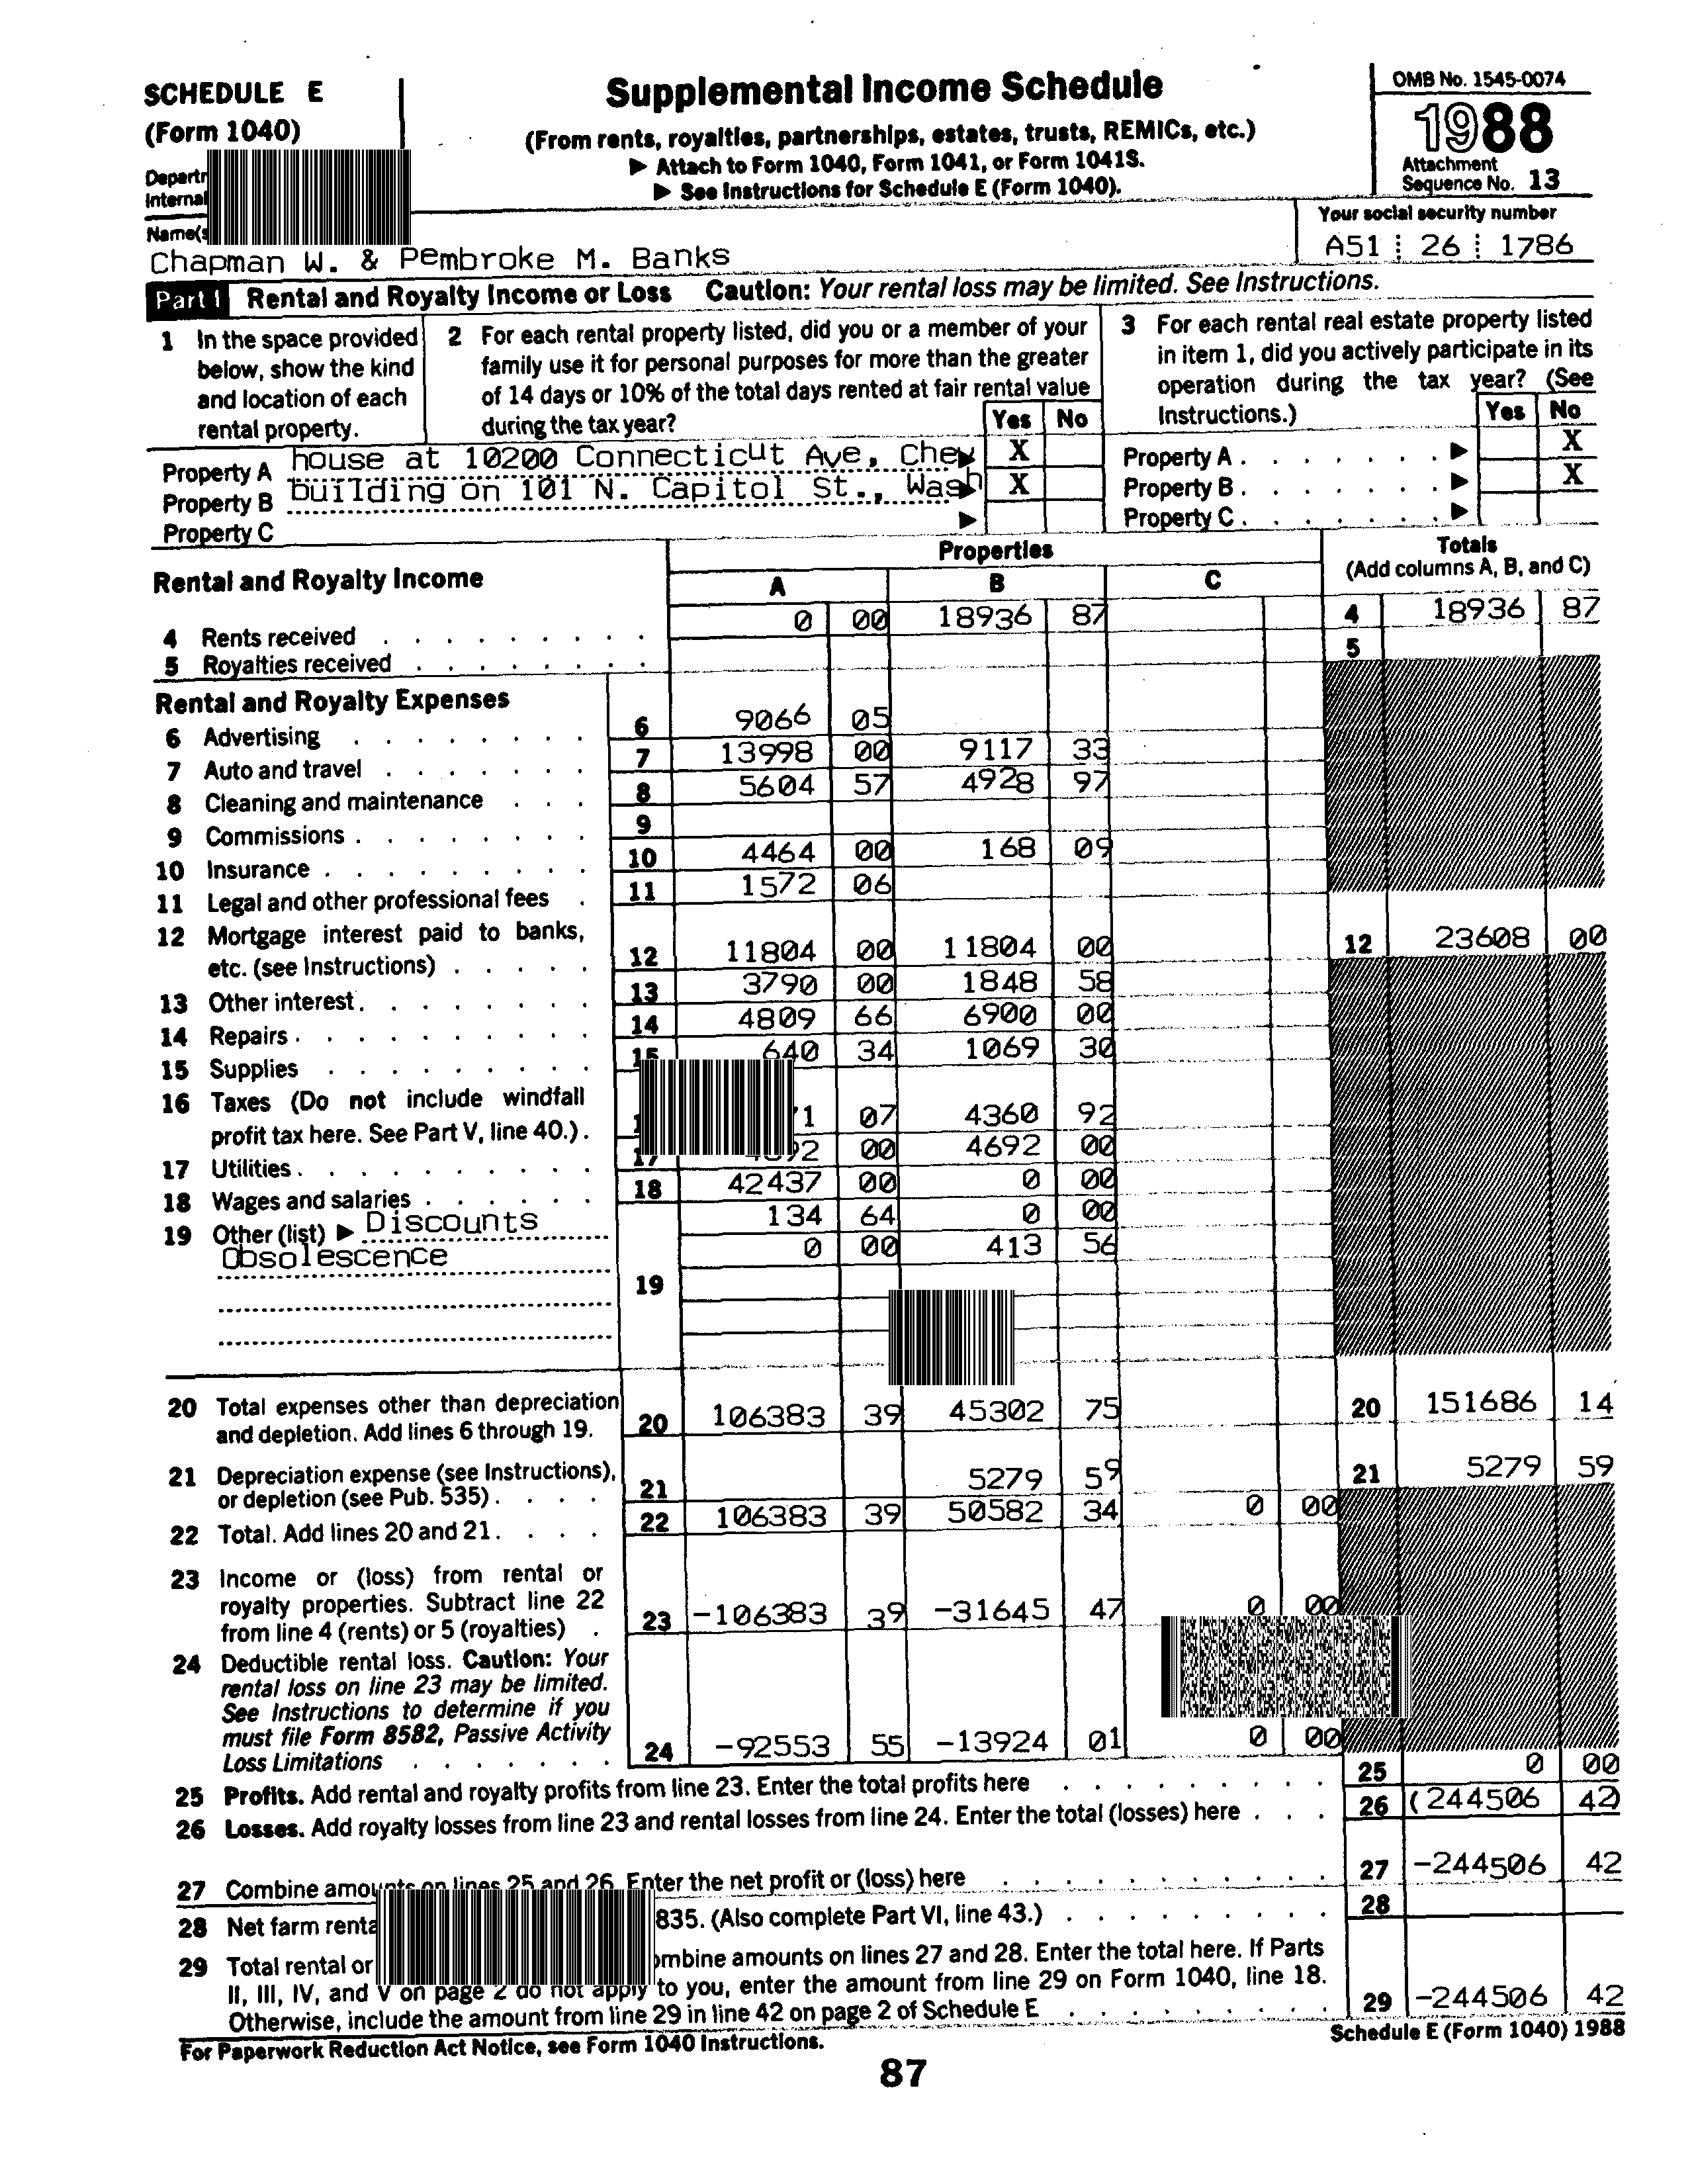 SCHEDULE E
(Form 1040)
Supplemental Income Schedule
(From rents, royalties, partnerships, estates, trusts, REMICs, etc.)
▶ Attach to Form 1040, Form 1041, or Form 1041S.
▶ See Instructions for Schedule E (Form 1040).
OMB No. 1545-0074
1988
Attachment
Sequence No. 13
Your social security number
Chapman W. & Pembroke M. Banks
A51 26 1786
Part I Rental and Royalty Income or Loss Caution: Your rental loss may be limited. See Instructions.
1 In the space provided
below, show the kind
and location of each
rental property.
2 For each rental property listed, did you or a member of your
family use it for personal purposes for more than the greater
of 14 days or 10% of the total days rented at fair rental value
during the tax year?
Yes No
3 For each rental real estate property listed
in item 1, did you actively participate in its
operation during the tax year? (See
Instructions.)
Yes No
Property A house at 10200 Connecticut Ave, Chev X Property A. ▶ X
Property B building on 101 N. Capitol St., Wash X Property B. ▶ X
Property C ▶ Property C. ▶
Rental and Royalty Income
Properties
A B C
Totals
(Add columns A, B, and C)
4 Rents received 0 00 18936 87 4 18936 87
5 Royalties received 5
Rental and Royalty Expenses
6 Advertising 6 9066 05
7 Auto and travel 7 13998 00 9117 33
8 Cleaning and maintenance 8 5604 57 4928 97
9 Commissions 9
10 Insurance 10 4464 00 168 09
11 Legal and other professional fees 11 1572 06
12 Mortgage interest paid to banks,
etc. (see Instructions) 12 11804 00 11804 00 12 23608 00
13 Other interest 13 3790 00 1848 58
14 Repairs 14 4809 66 6900 00
15 Supplies 15 640 34 1069 30
16 Taxes (Do not include windfall
profit tax here. See Part V, line 40.) 07 4360 92
17 Utilities 17 00 4692 00
18 Wages and salaries 18 42437 00 0 00
19 Other (list) ▶ Discounts 134 64 0 00
Obsolescence 0 00 413 56
19
20 Total expenses other than depreciation
and depletion. Add lines 6 through 19. 20 106383 39 45302 75 20 151686 14
21 Depreciation expense (see Instructions),
or depletion (see Pub. 535) 21 5279 59 21 5279 59
22 Total. Add lines 20 and 21 22 106383 39 50582 34 0 00
23 Income or (loss) from rental or
royalty properties. Subtract line 22
from line 4 (rents) or 5 (royalties) 23 -106383 39 -31645 47 0 00
24 Deductible rental loss. Caution: Your
rental loss on line 23 may be limited.
See Instructions to determine if you
must file Form 8582, Passive Activity
Loss Limitations 24 -92553 55 -13924 01 0 00
25 Profits. Add rental and royalty profits from line 23. Enter the total profits here 25 0 00
26 Losses. Add royalty losses from line 23 and rental losses from line 24. Enter the total (losses) here 26 (244506 42)
27 Combine amounts on lines 25 and 26. Enter the net profit or (loss) here 27 -244506 42
28 Net farm 835. (Also complete Part VI, line 43.) 28
29 Total rental or amounts on lines 27 and 28. Enter the total here. If Parts
II, III, IV, and V on page 2 do not apply to you, enter the amount from line 29 on Form 1040, line 18.
Otherwise, include the amount from line 29 in line 42 on page 2 of Schedule E 29 -244506 42
For Paperwork Reduction Act Notice, see Form 1040 Instructions. Schedule E (Form 1040) 1988
87